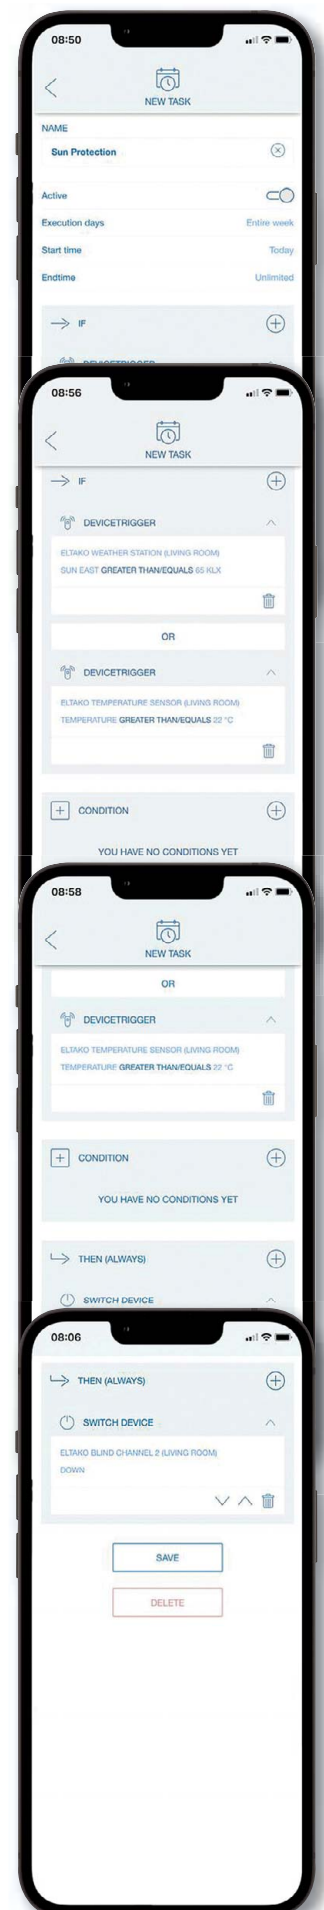 08:50
NEW TASK
NAME
Sun Protection
Active
Execution days Entire week
Start time Today
Endtime Unlimited
IF
DEVICETRIGGER
08:56
NEW TASK
IF
DEVICETRIGGER
ELTAKO WEATHER STATION (LIVING ROOM)
SUN EAST GREATER THAN/EQUALS 65 KLX
OR
DEVICETRIGGER
ELTAKO TEMPERATURE SENSOR (LIVING ROOM)
TEMPERATURE GREATER THAN/EQUALS 22 °C
CONDITION
YOU HAVE NO CONDITIONS YET
08:58
NEW TASK
OR
DEVICETRIGGER
ELTAKO TEMPERATURE SENSOR (LIVING ROOM)
TEMPERATURE GREATER THAN/EQUALS 22 °C
CONDITION
YOU HAVE NO CONDITIONS YET
THEN (ALWAYS)
SWITCH DEVICE
08:06
THEN (ALWAYS)
SWITCH DEVICE
ELTAKO BLIND CHANNEL 2 (LIVING ROOM)
DOWN
SAVE
DELETE